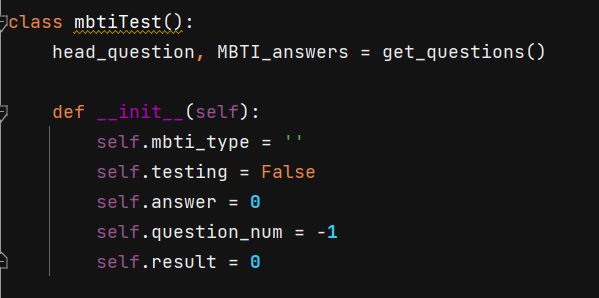 class mbtiTest():
    head_question, MBTI_answers = get_questions()
    def __init__(self):
        self.mbti_type = ''
        self.testing = False
        self.answer = 0
        self.question_num = -1
        self.result = 0